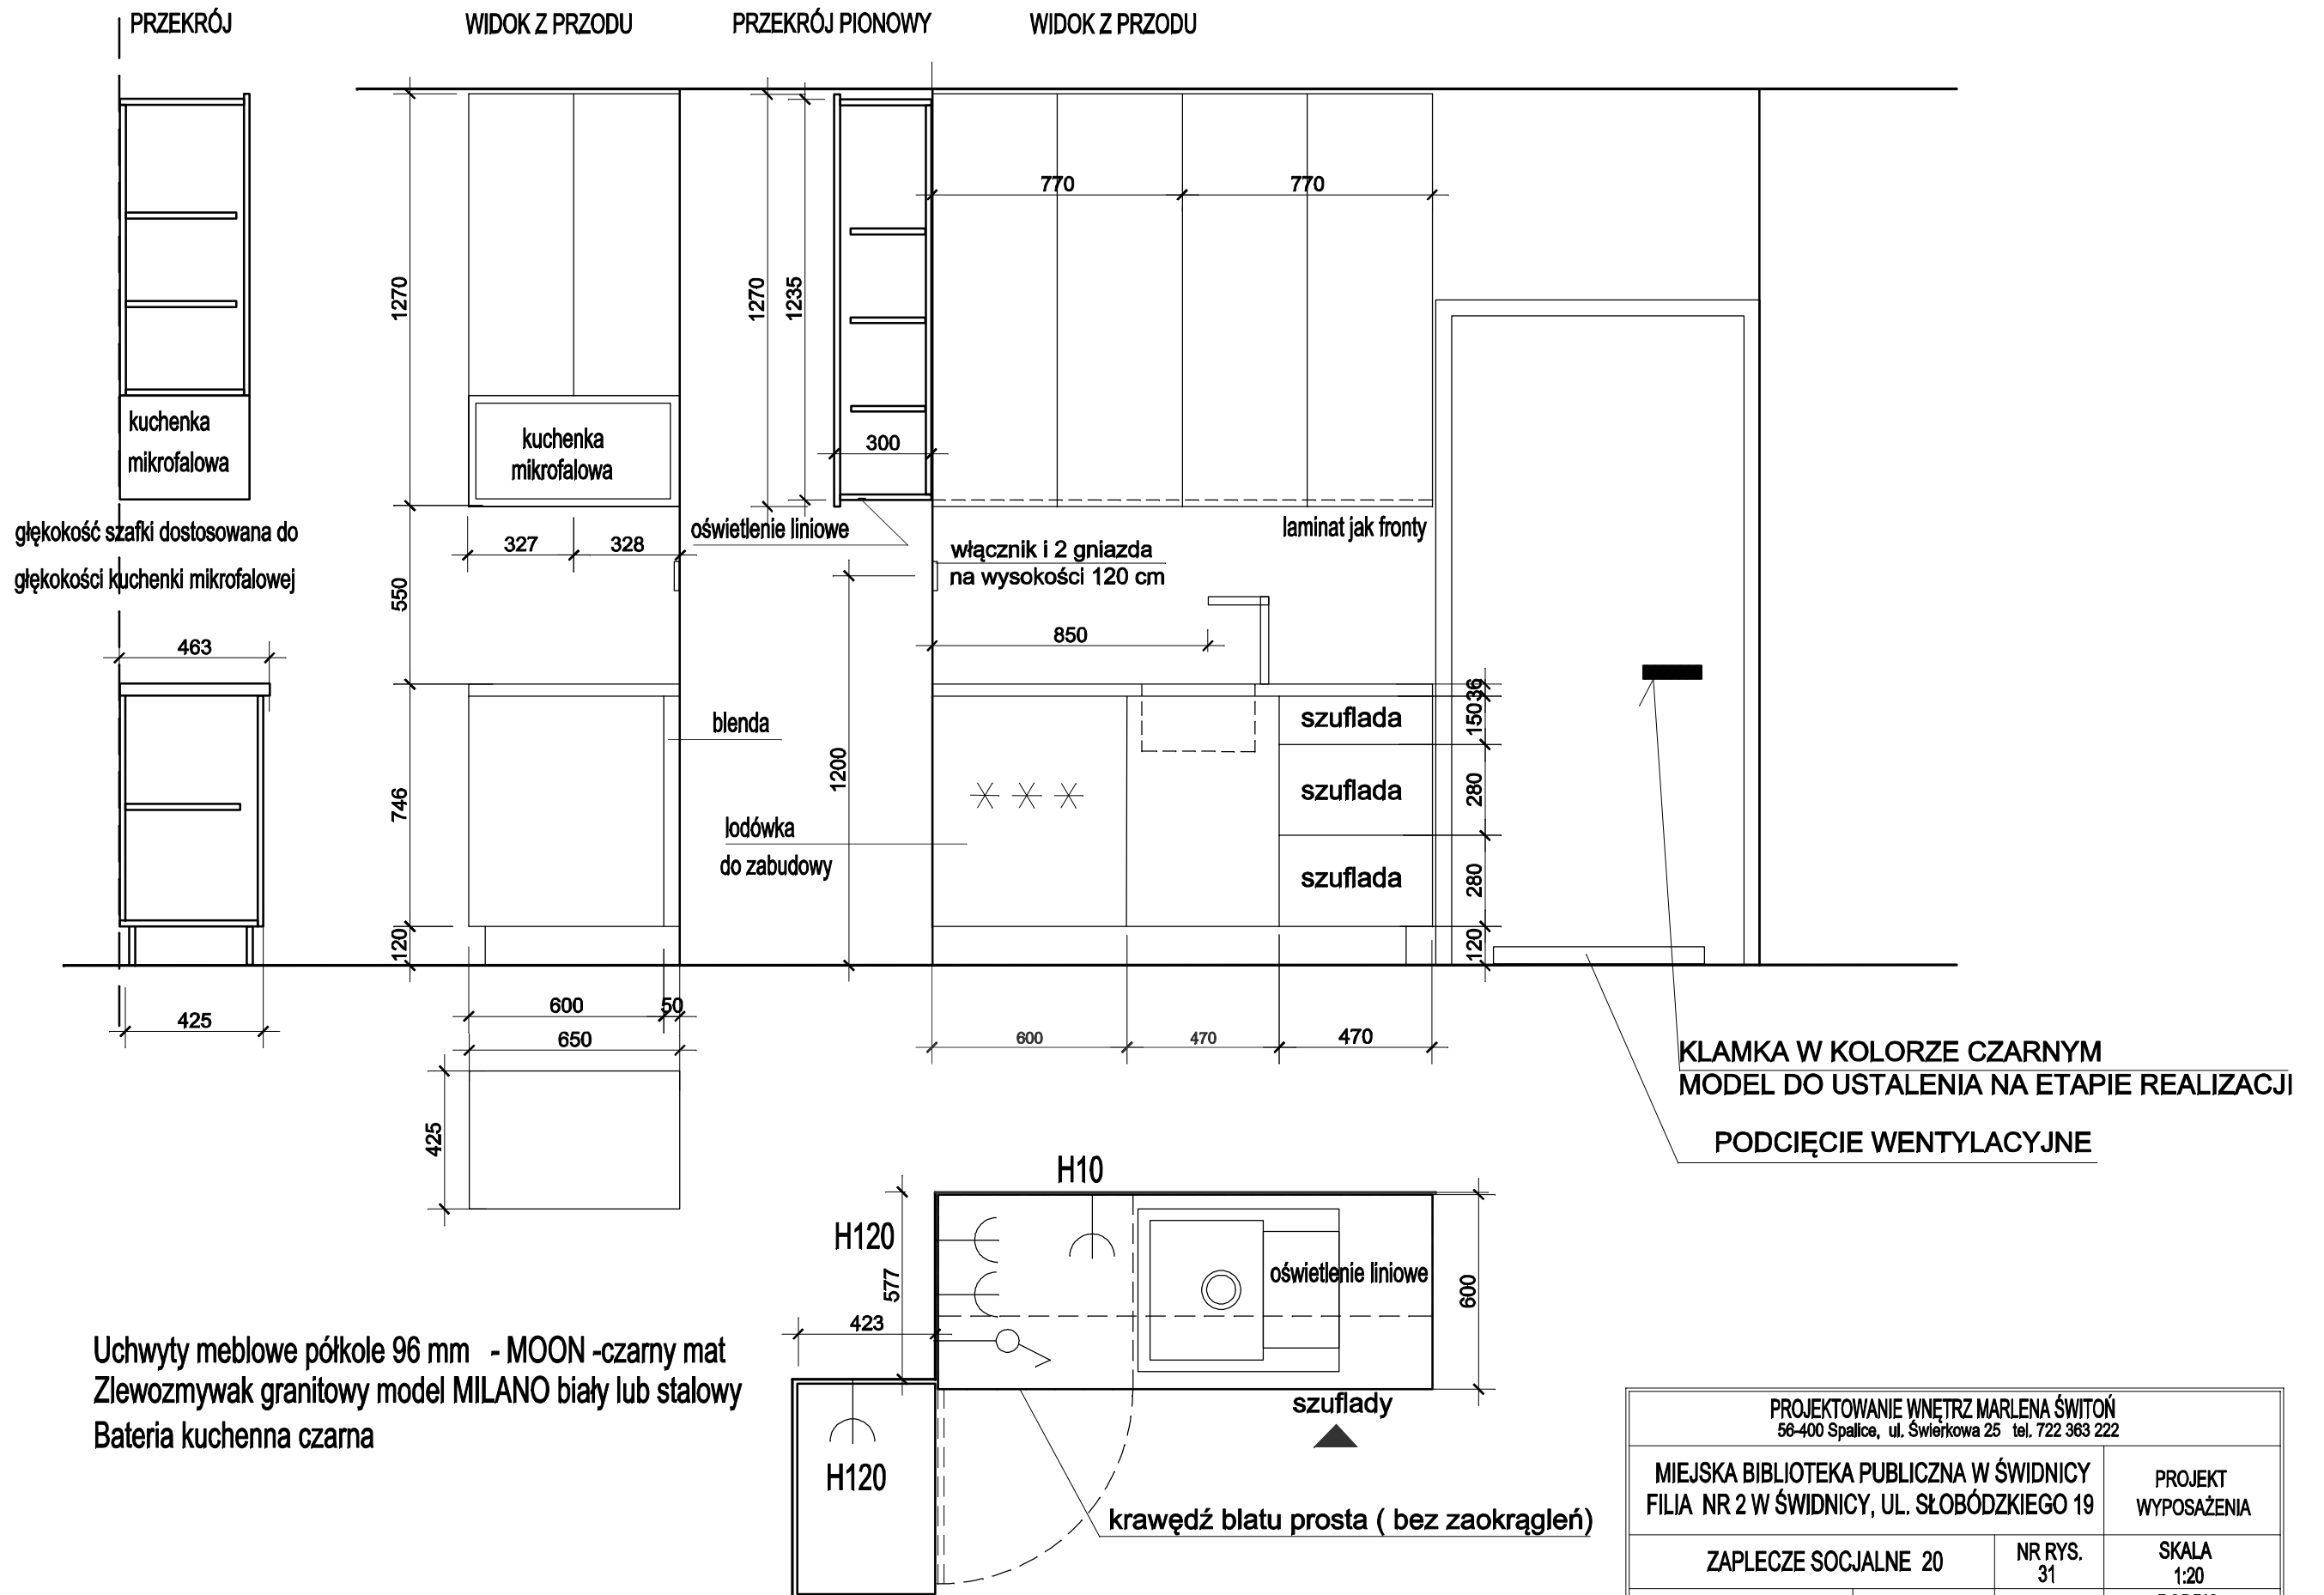 PRZEKRÓJ
WIDOK Z PRZODU
PRZEKRÓJ PIONOWY
WIDOK Z PRZODU
770
770
1270
1270
1235
kuchenka
mikrofalowa
kuchenka
mikrofalowa
300
głękokość szafki dostosowana do
głękokości kuchenki mikrofalowej
327
328
oświetlenie liniowe
laminat jak fronty
włącznik i 2 gniazda
na wysokości 120 cm
550
463
850
blenda
1200
746
lodówka
do zabudowy
szuflada
szuflada
szuflada
36
150
280
280
120
120
425
600
50
650
600
470
470
KLAMKA W KOLORZE CZARNYM
MODEL DO USTALENIA NA ETAPIE REALIZACJI
PODCIĘCIE WENTYLACYJNE
425
H10
H120
577
423
oświetlenie liniowe
600
szuflady
H120
krawędź blatu prosta ( bez zaokrągleń)
Uchwyty meblowe półkole 96 mm - MOON -czarny mat
Zlewozmywak granitowy model MILANO biały lub stalowy
Bateria kuchenna czarna
PROJEKTOWANIE WNĘTRZ MARLENA ŚWITOŃ
56-400 Spalice, ul. Świerkowa 25 tel. 722 363 222
MIEJSKA BIBLIOTEKA PUBLICZNA W ŚWIDNICY
FILIA NR 2 W ŚWIDNICY, UL. SŁOBÓDZKIEGO 19
PROJEKT
WYPOSAŻENIA
ZAPLECZE SOCJALNE 20
NR RYS.
31
SKALA
1:20